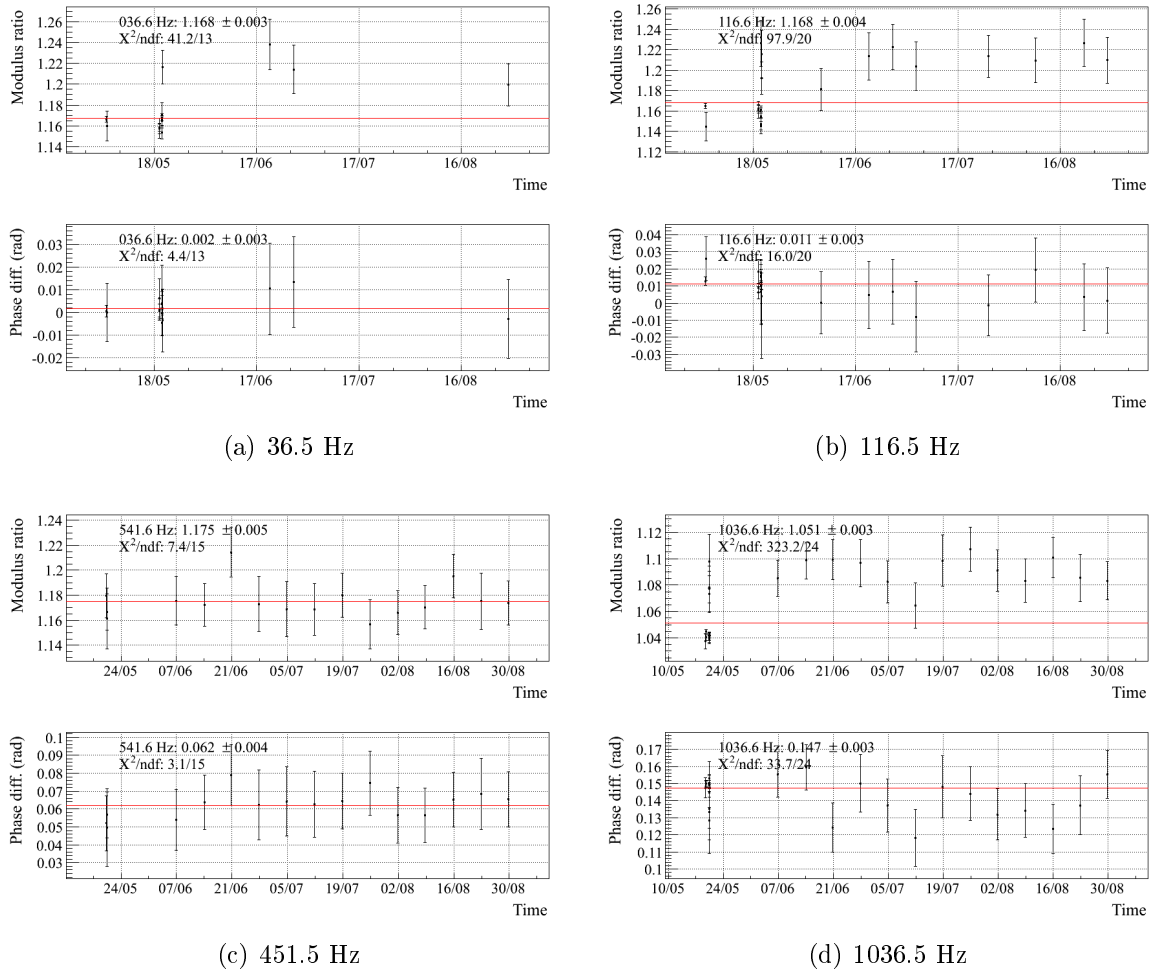 Modulus ratio
036.6 Hz: 1.168 ± 0.003
X²/ndf: 41.2/13
1.26
1.24
1.22
1.2
1.18
1.16
1.14
18/05 17/06 17/07 16/08
Time
Modulus ratio
116.6 Hz: 1.168 ± 0.004
X²/ndf: 97.9/20
1.26
1.24
1.22
1.2
1.18
1.16
1.14
1.12
18/05 17/06 17/07 16/08
Time
Phase diff. (rad)
036.6 Hz: 0.002 ± 0.003
X²/ndf: 4.4/13
0.03
0.02
0.01
0
-0.01
-0.02
18/05 17/06 17/07 16/08
Time
Phase diff. (rad)
116.6 Hz: 0.011 ± 0.003
X²/ndf: 16.0/20
0.04
0.03
0.02
0.01
0
-0.01
-0.02
-0.03
18/05 17/06 17/07 16/08
Time
(a) 36.5 Hz
(b) 116.5 Hz
Modulus ratio
541.6 Hz: 1.175 ± 0.005
X²/ndf: 7.4/15
1.24
1.22
1.2
1.18
1.16
1.14
24/05 07/06 21/06 05/07 19/07 02/08 16/08 30/08
Time
Modulus ratio
1036.6 Hz: 1.051 ± 0.003
X²/ndf: 323.2/24
1.12
1.1
1.08
1.06
1.04
10/05 24/05 07/06 21/06 05/07 19/07 02/08 16/08 30/08
Time
Phase diff. (rad)
541.6 Hz: 0.062 ± 0.004
X²/ndf: 3.1/15
0.1
0.09
0.08
0.07
0.06
0.05
0.04
0.03
24/05 07/06 21/06 05/07 19/07 02/08 16/08 30/08
Time
Phase diff. (rad)
1036.6 Hz: 0.147 ± 0.003
X²/ndf: 33.7/24
0.17
0.16
0.15
0.14
0.13
0.12
0.11
0.1
10/05 24/05 07/06 21/06 05/07 19/07 02/08 16/08 30/08
Time
(c) 451.5 Hz
(d) 1036.5 Hz